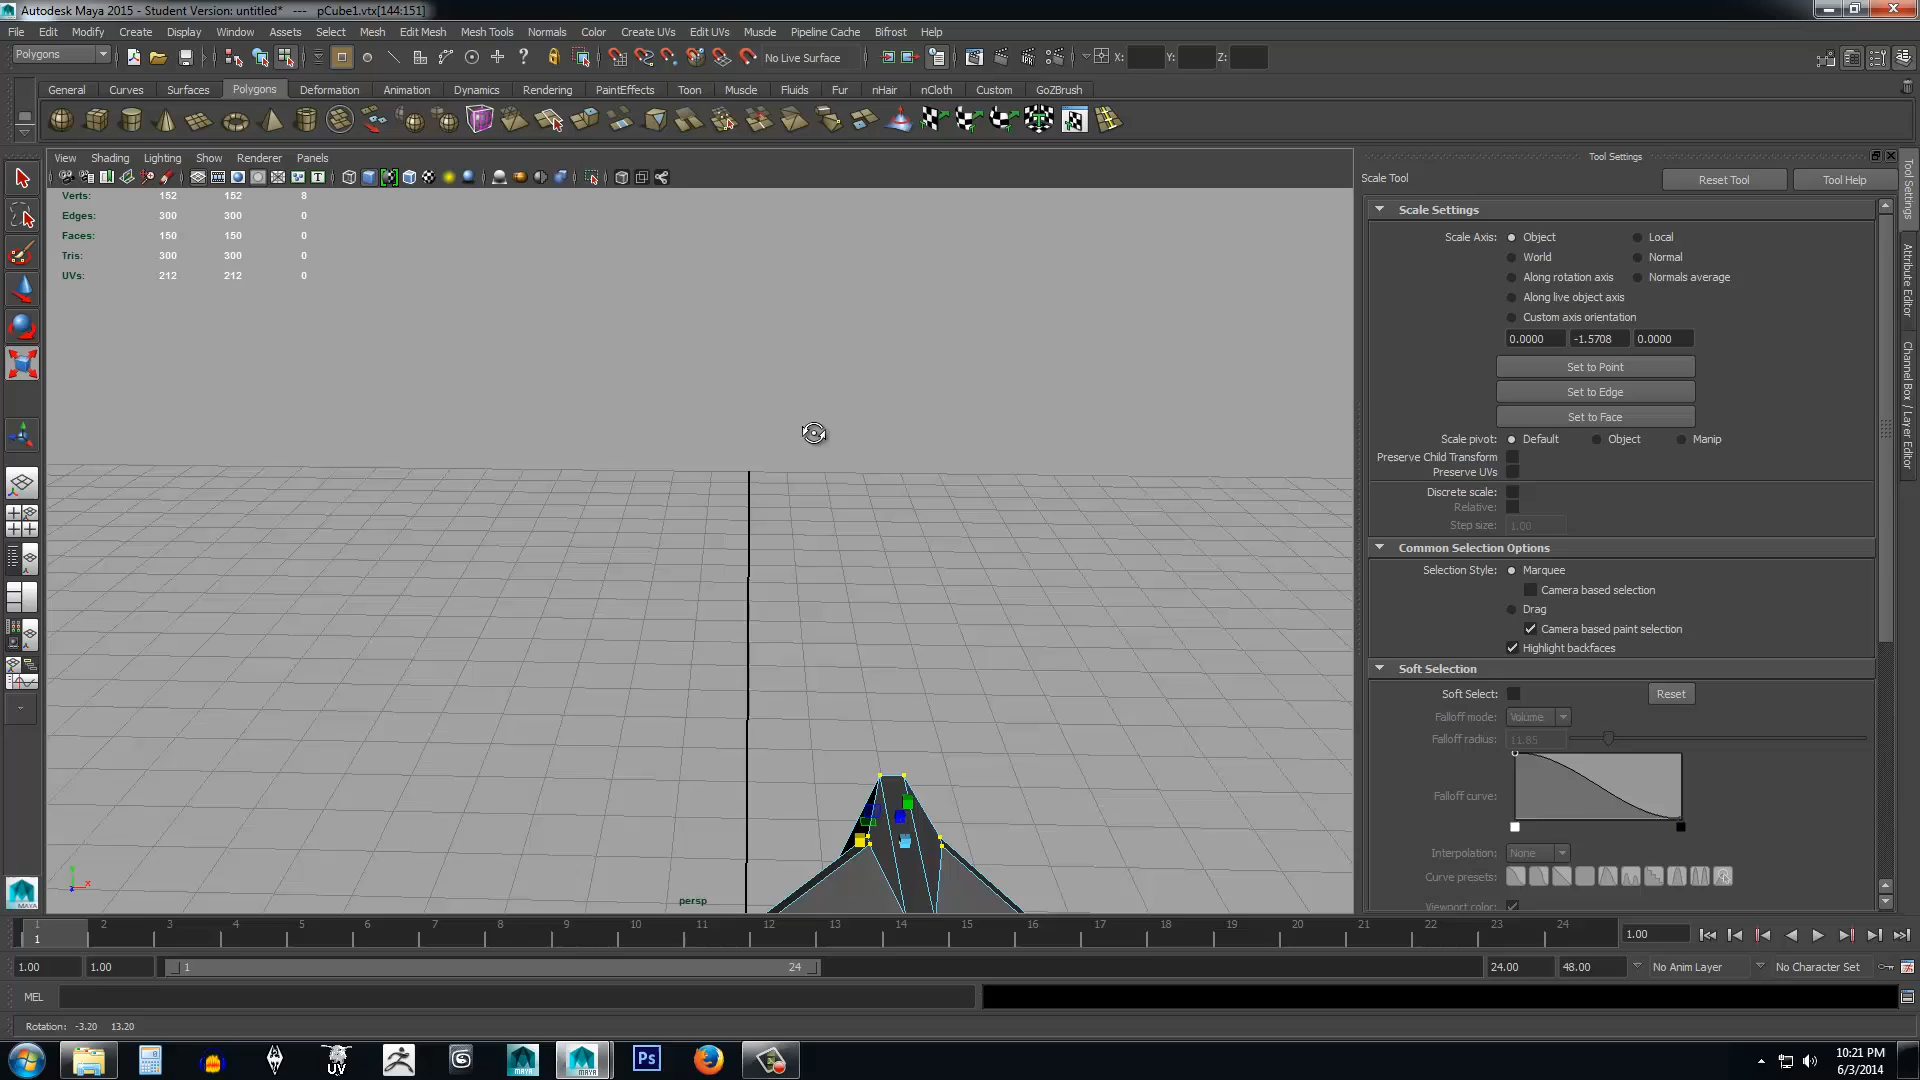 Autodesk Maya 2015 - Student Version: untitled* --- pCube1.vtx[144:151]
File Edit Modify Create Display Window Assets Select Mesh Edit Mesh Mesh Tools Normals Color Create UVs Edit UVs Muscle Pipeline Cache Bifrost Help
Polygons No Live Surface X: Y: Z:
General Curves Surfaces Polygons Deformation Animation Dynamics Rendering PaintEffects Toon Muscle Fluids Fur nHair nCloth Custom GoZBrush
View Shading Lighting Show Renderer Panels
Verts: 152 152 8
Edges: 300 300 0
Faces: 150 150 0
Tris: 300 300 0
UVs: 212 212 0
persp
Tool Settings
Scale Tool Reset Tool Tool Help
Scale Settings
Scale Axis: Object Local
World Normal
Along rotation axis Normals average
Along live object axis
Custom axis orientation
0.0000 -1.5708 0.0000
Set to Point
Set to Edge
Set to Face
Scale pivot: Default Object Manip
Preserve Child Transform
Preserve UVs
Discrete scale:
Relative:
Step size: 1.00
Common Selection Options
Selection Style: Marquee
Camera based selection
Drag
Camera based paint selection
Highlight backfaces
Soft Selection
Soft Select: Reset
Falloff mode: Volume
Falloff radius: 11.85
Falloff curve:
Interpolation: None
Curve presets:
Viewport color:
Tool Settings
Attribute Editor
Channel Box / Layer Editor
1 2 3 4 5 6 7 8 9 10 11 12 13 14 15 16 17 18 19 20 21 22 23 24
1 1.00
1.00 1.00 1 24 24.00 48.00 No Anim Layer No Character Set
MEL
Rotation: -3.20 13.20
UV MAYA MAYA Ps
10:21 PM
6/3/2014